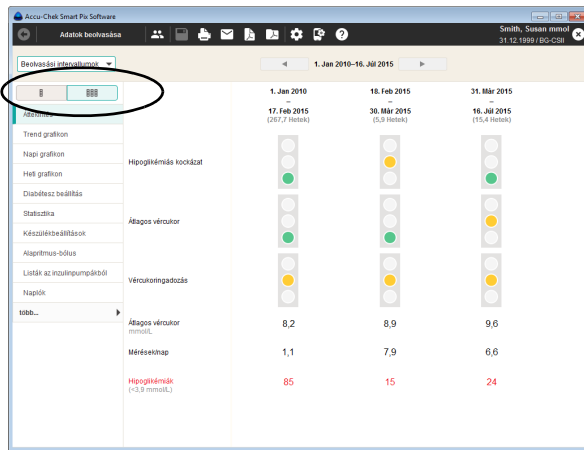 Accu-Chek Smart Pix Software
Adatok beolvasása
Smith, Susan mmol
31.12.1999 / BG-CSII
Beolvasási intervallumok
1. Jan 2010–16. Júl 2015
1. Jan 2010
–
17. Feb 2015
(267,7 Hetek)
18. Feb 2015
–
30. Már 2015
(5,9 Hetek)
31. Már 2015
–
16. Júl 2015
(15,4 Hetek)
Áttekintés
Trend grafikon
Napi grafikon
Heti grafikon
Diabétesz beállítás
Statisztika
Készülékbeállítások
Alapritmus-bólus
Listák az inzulinpumpákból
Naplók
több...
Hipoglikémiás kockázat
Átlagos vércukor
Vércukoringadozás
Átlagos vércukor 8,2 8,9 9,6
mmol/L
Mérések/nap 1,1 7,9 6,6
Hipoglikémiák 85 15 24
(<3,9 mmol/L)